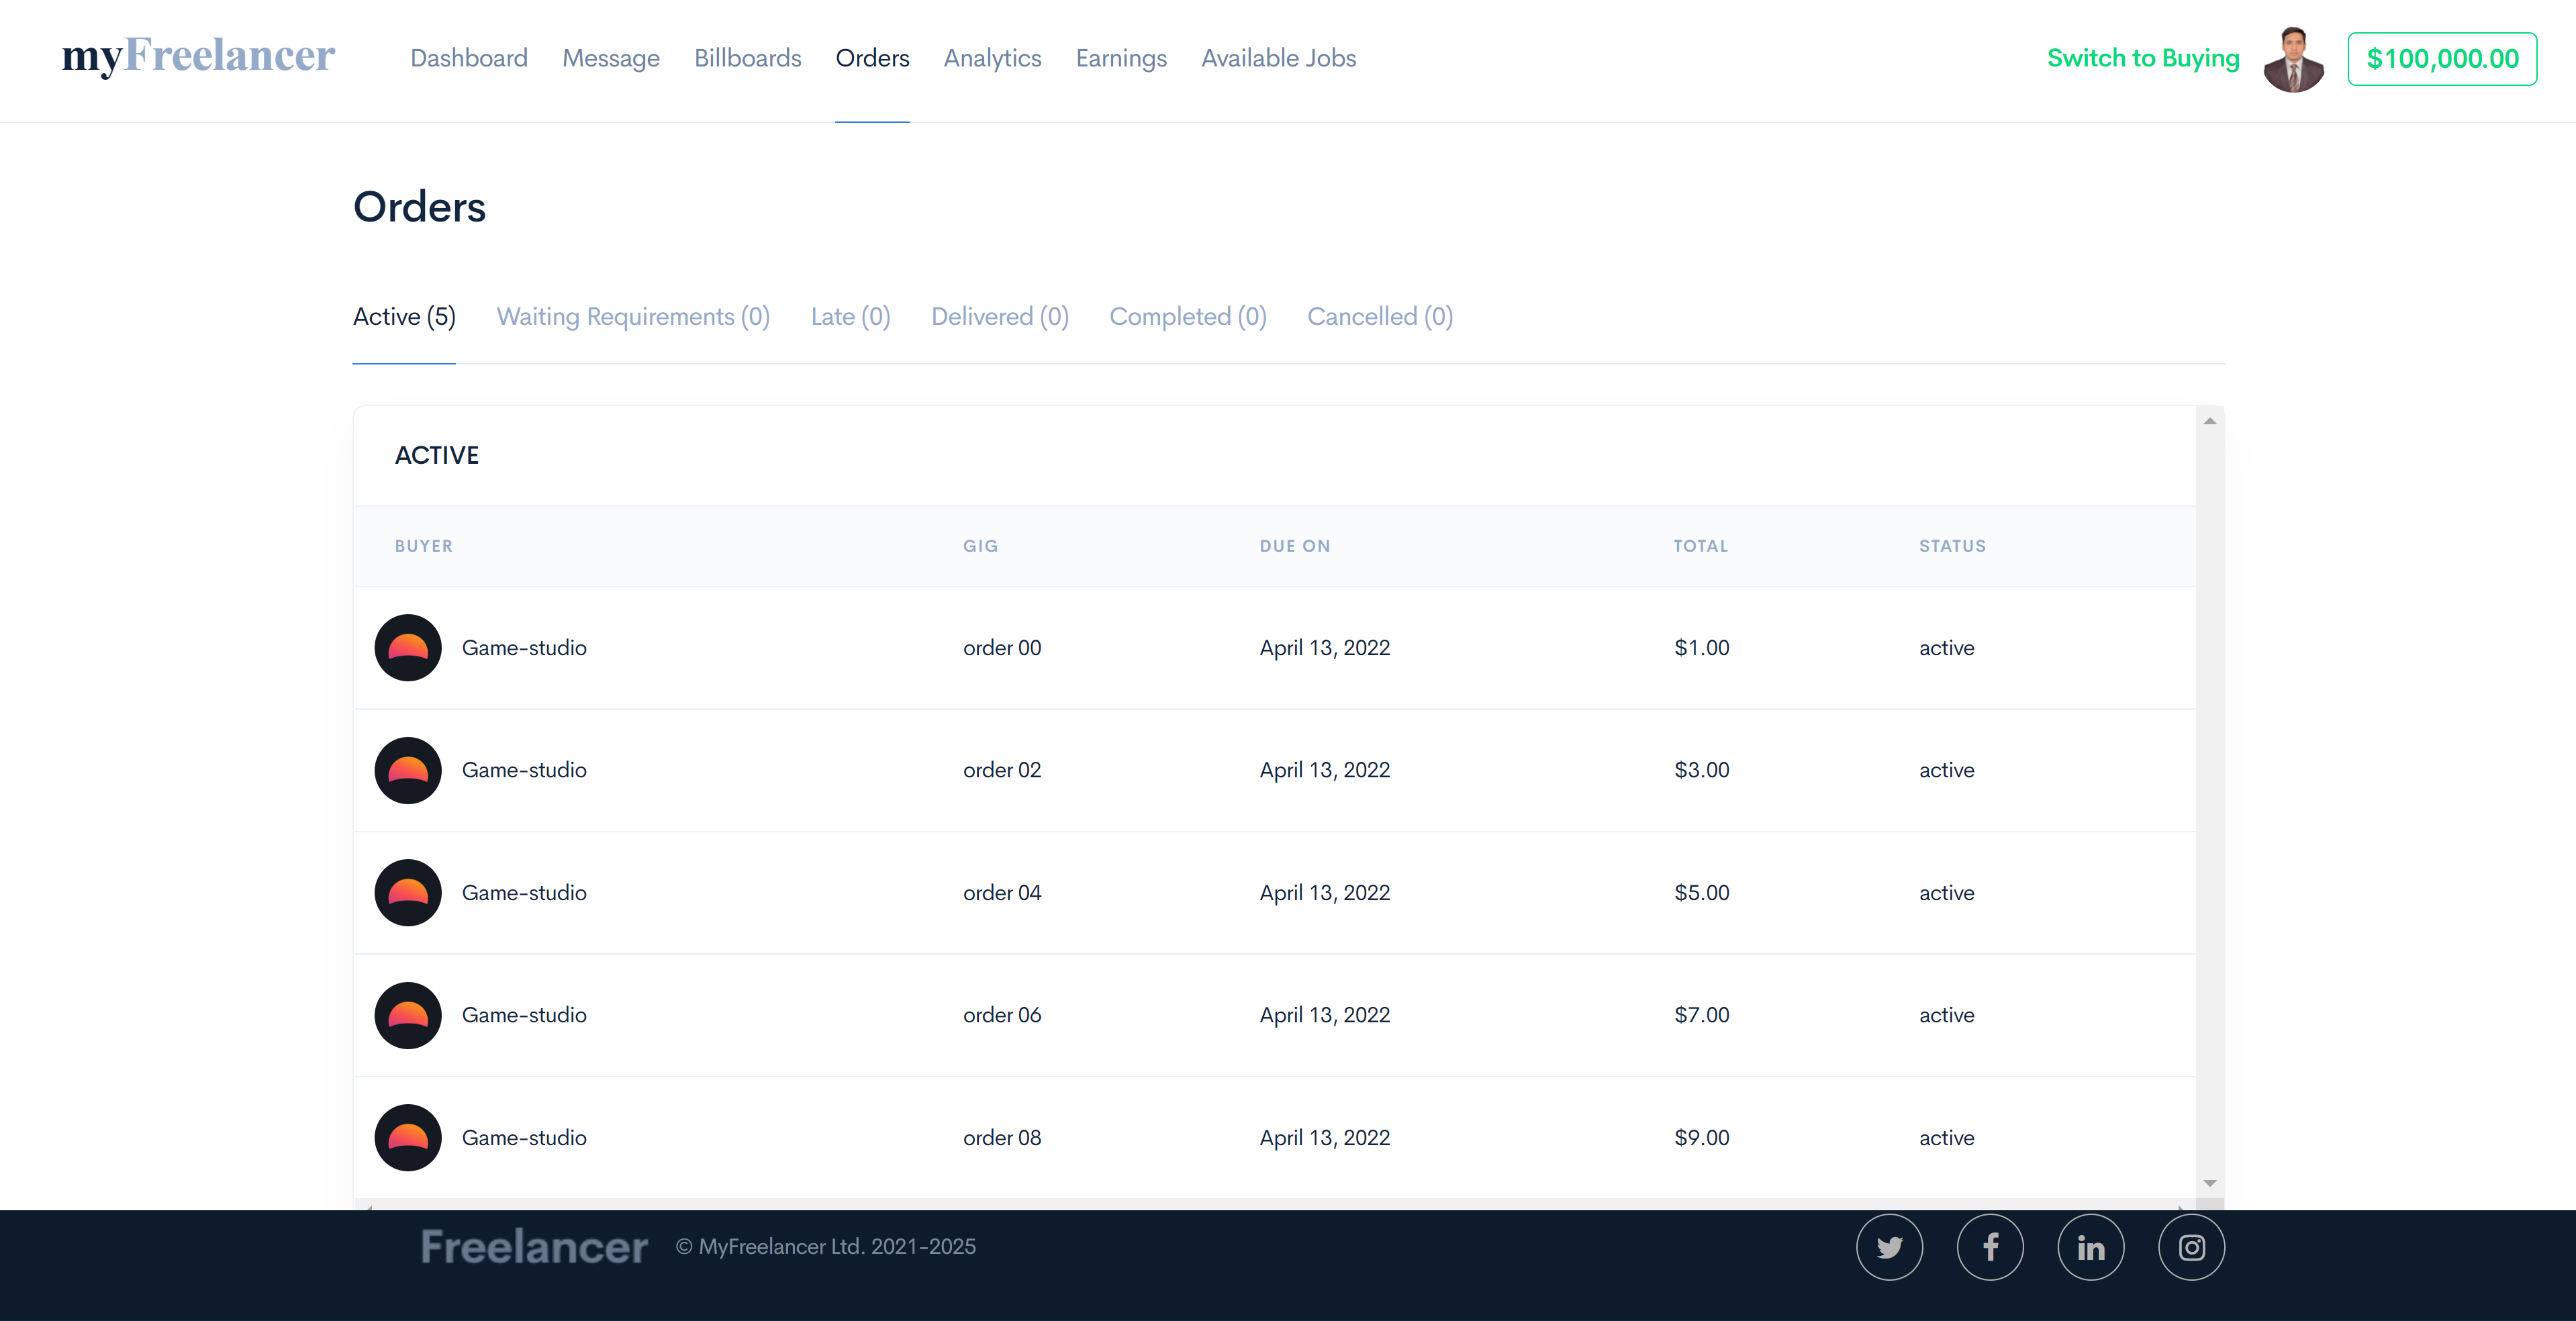 myFreelancer Dashboard Message Billboards Orders Analytics Earnings Available Jobs Switch to Buying $100,000.00
Orders
Active (5) Waiting Requirements (0) Late (0) Delivered (0) Completed (0) Cancelled (0)
ACTIVE
BUYER GIG DUE ON TOTAL STATUS
Game-studio order 00 April 13, 2022 $1.00 active
Game-studio order 02 April 13, 2022 $3.00 active
Game-studio order 04 April 13, 2022 $5.00 active
Game-studio order 06 April 13, 2022 $7.00 active
Game-studio order 08 April 13, 2022 $9.00 active
Freelancer © MyFreelancer Ltd. 2021-2025